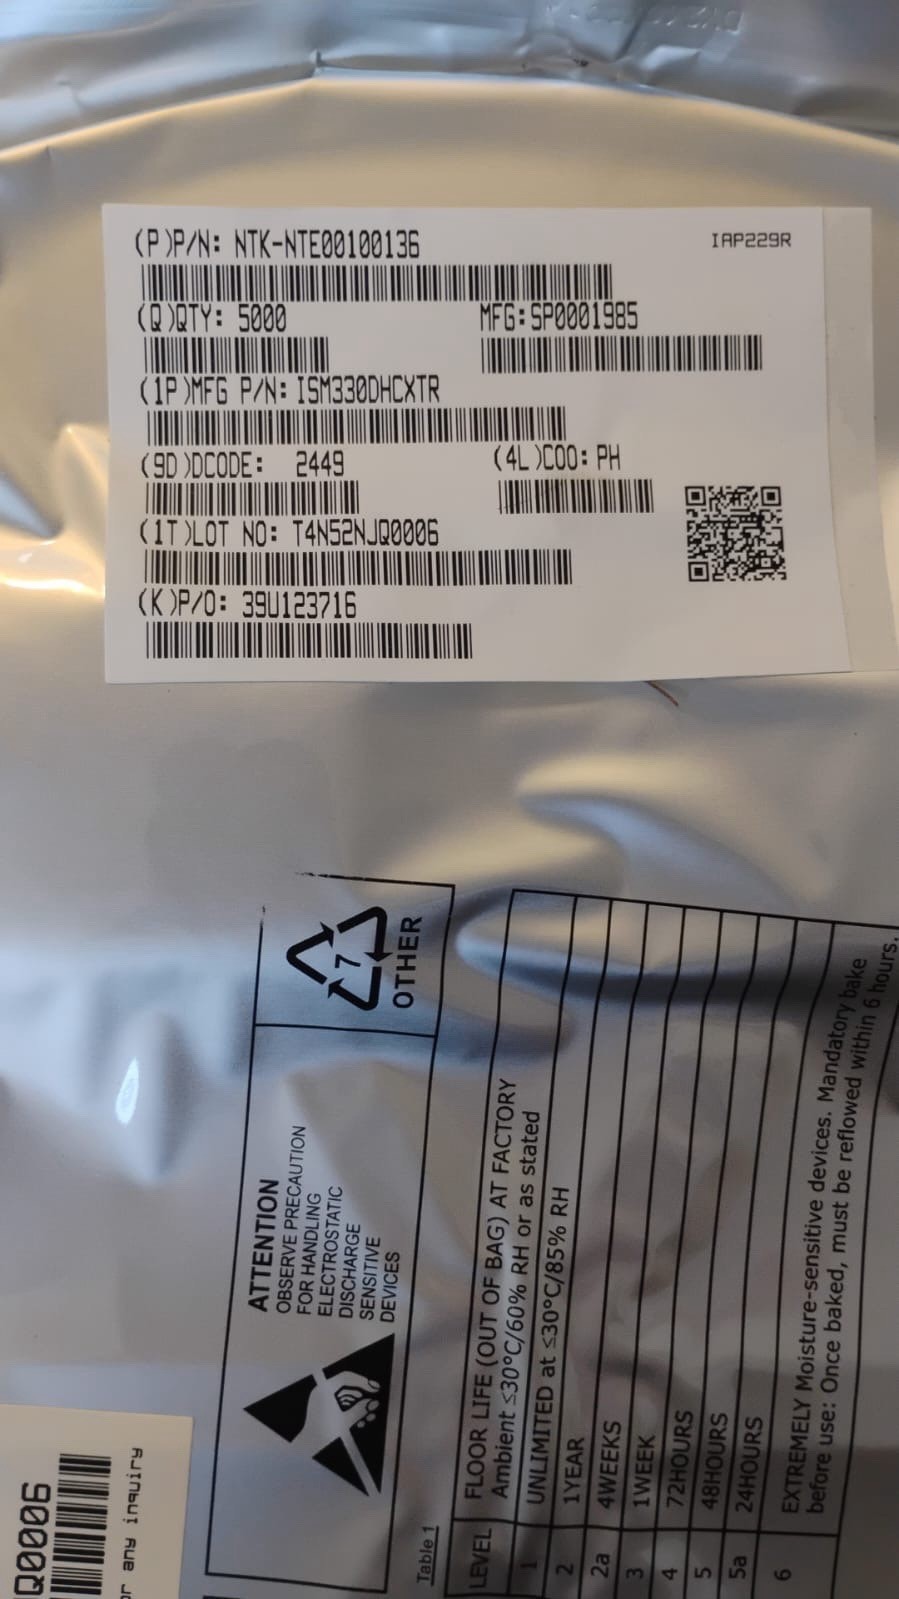 (P)P/N: NTK-NTE00100136
IAP229R
(Q)QTY: 5000
MFG:SP0001985
(1P)MFG P/N: ISM330DHCXTR
(9D)DCODE: 2449
(4L)COO: PH
(1T)LOT NO: T4N52NJQ0006
(K)P/O: 39U123716
7
OTHER
ATTENTION
OBSERVE PRECAUTION
FOR HANDLING
ELECTROSTATIC
DISCHARGE
SENSITIVE
DEVICES
Table1
LEVEL FLOOR LIFE (OUT OF BAG) AT FACTORY
Ambient ≤30°C/60% RH or as stated
1 UNLIMITED at ≤30°C/85% RH
2 1YEAR
2a 4WEEKS
3 1WEEK
4 72HOURS
5 48HOURS
5a 24HOURS
6 EXTREMELY Moisture-sensitive devices. Mandatory bake
before use: Once baked, must be reflowed within 6 hours.
Q0006
any inquiry